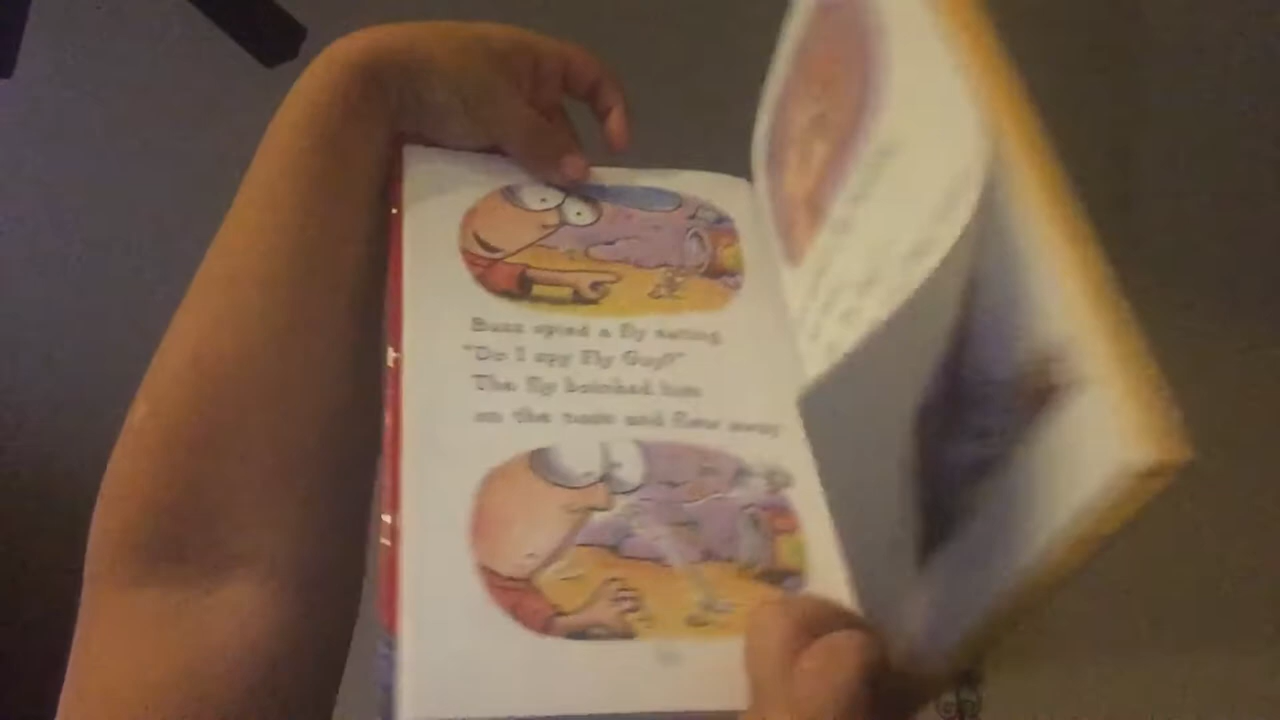 Buzz spied a fly eating.
"Do I spy Fly Guy?"
The fly bonked him
on the nose and flew away.